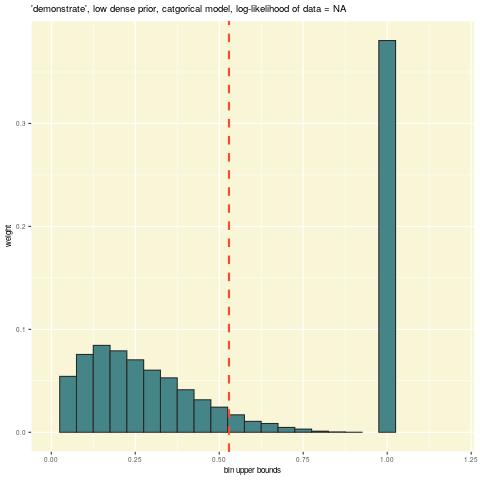 'demonstrate', low dense prior, catgorical model, log-likelihood of data = NA
0.3
0.2
0.1
0.0
weight
0.00 0.25 0.50 0.75 1.00 1.25
bin upper bounds